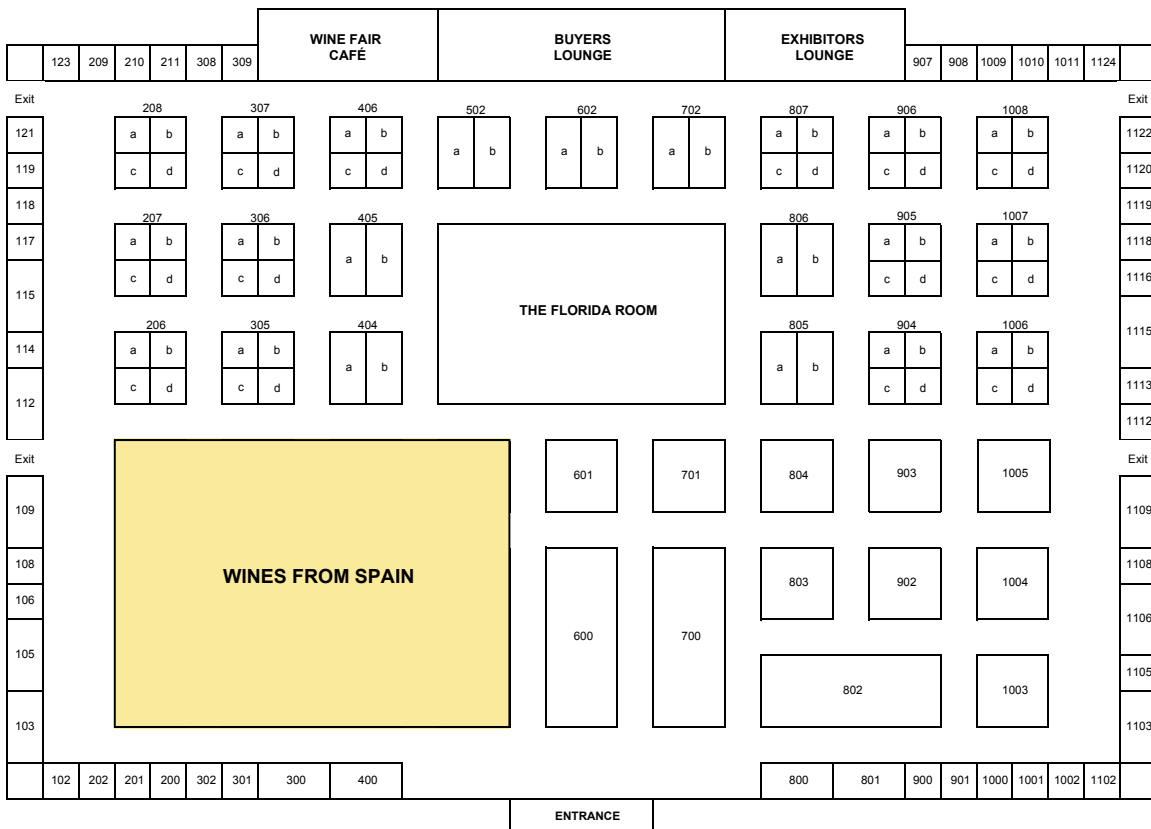 WINE FAIR
CAFÉ
BUYERS
LOUNGE
EXHIBITORS
LOUNGE
123 209 210 211 308 309 907 908 1009 1010 1011 1124
Exit Exit
208 307 406 502 602 702 807 906 1008
121 a b a b a b a b a b a b 1122
a b a b a b
119 c d c d c d c d c d c d 1120
118 1119
207 306 405 806 905 1007
117 a b a b a b a b 1118
a b a b
c d c d c d c d 1116
115
THE FLORIDA ROOM
1115
206 305 404 805 904 1006
114 a b a b a b a b
a b a b
c d c d c d c d 1113
112
1112
Exit Exit
601 701 804 903 1005
109 1109
108 1108
WINES FROM SPAIN
803 902 1004
106
1106
600 700
105
1105
802 1003
103 1103
102 202 201 200 302 301 300 400 800 801 900 901 1000 1001 1002 1102
ENTRANCE